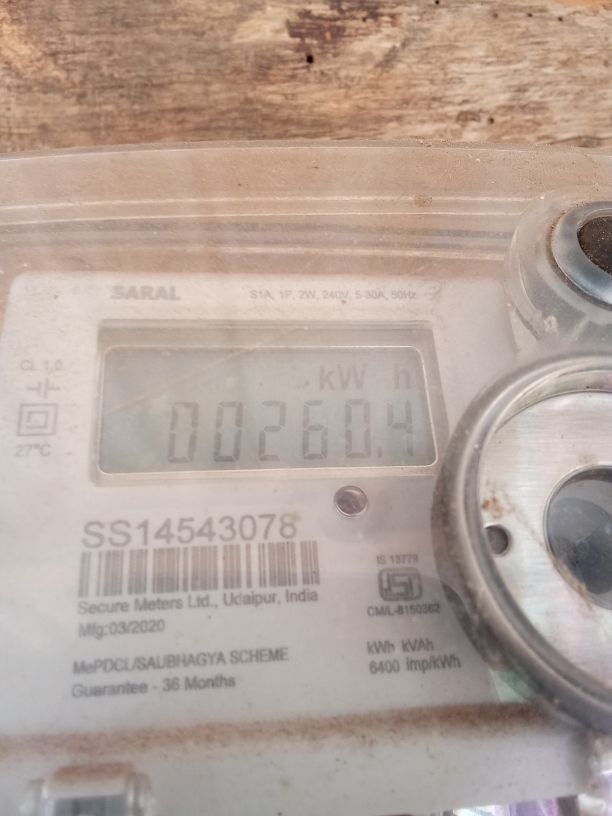 SARAL
S1A, 1P, 2W, 240V, 5-30A, 50Hz
CL 1.0
kW h
00260.4
27°C
SS14543078
Secure Meters Ltd., Udaipur, India
Mfg:03/2020
IS 13779
CM/L-8150362
MePDCL/SAUBHAGYA SCHEME
Guarantee - 36 Months
kWh kVAh
6400 imp/kWh